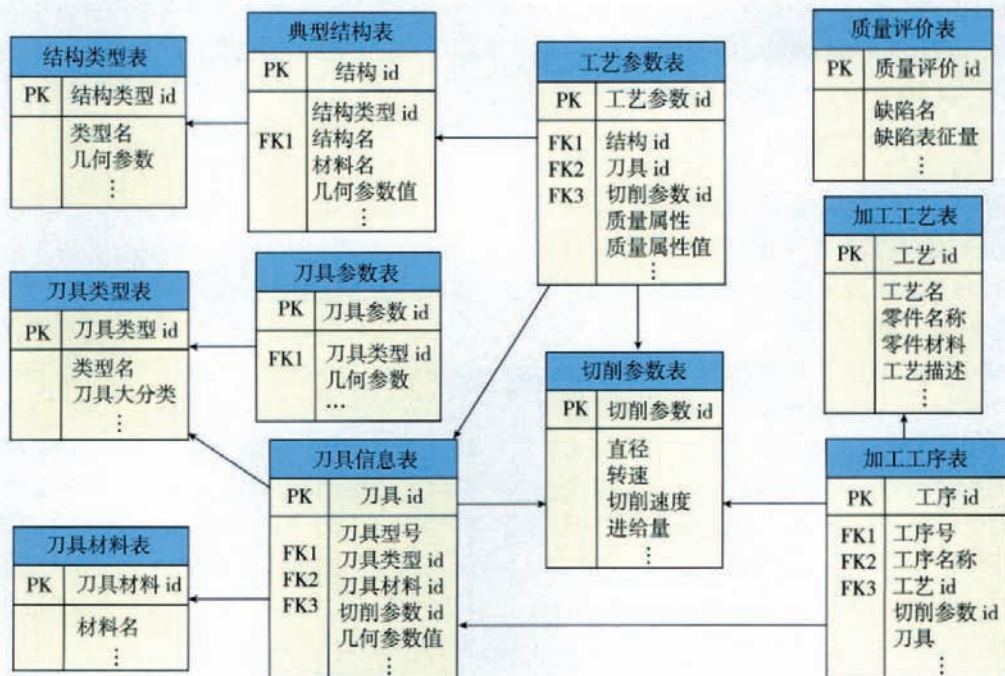 结构类型表
PK 结构类型 id
类型名
几何参数
⋮
典型结构表
PK 结构 id
结构类型 id
FK1 结构名
材料名
几何参数值
⋮
工艺参数表
PK 工艺参数 id
FK1 结构 id
FK2 刀具 id
FK3 切削参数 id
质量属性
质量属性值
⋮
质量评价表
PK 质量评价 id
缺陷名
缺陷表征量
⋮
加工工艺表
PK 工艺 id
工艺名
零件名称
零件材料
工艺描述
⋮
刀具类型表
PK 刀具类型 id
类型名
刀具大分类
⋮
刀具参数表
PK 刀具参数 id
FK1 刀具类型 id
几何参数
…
切削参数表
PK 切削参数 id
直径
转速
切削速度
进给量
⋮
刀具材料表
PK 刀具材料 id
材料名
⋮
刀具信息表
PK 刀具 id
刀具型号
FK1 刀具类型 id
FK2 刀具材料 id
FK3 切削参数 id
几何参数值
⋮
加工工序表
PK 工序 id
FK1 工序号
FK2 工序名称
FK3 工艺 id
切削参数 id
刀具
⋮